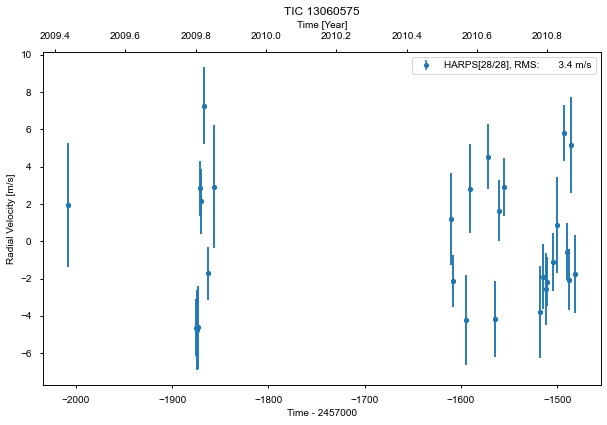 TIC 13060575
Time [Year]
2009.4 2009.6 2009.8 2010.0 2010.2 2010.4 2010.6 2010.8
HARPS[28/28], RMS: 3.4 m/s
Radial Velocity [m/s]
10
8
6
4
2
0
−2
−4
−6
−2000 −1900 −1800 −1700 −1600 −1500
Time - 2457000